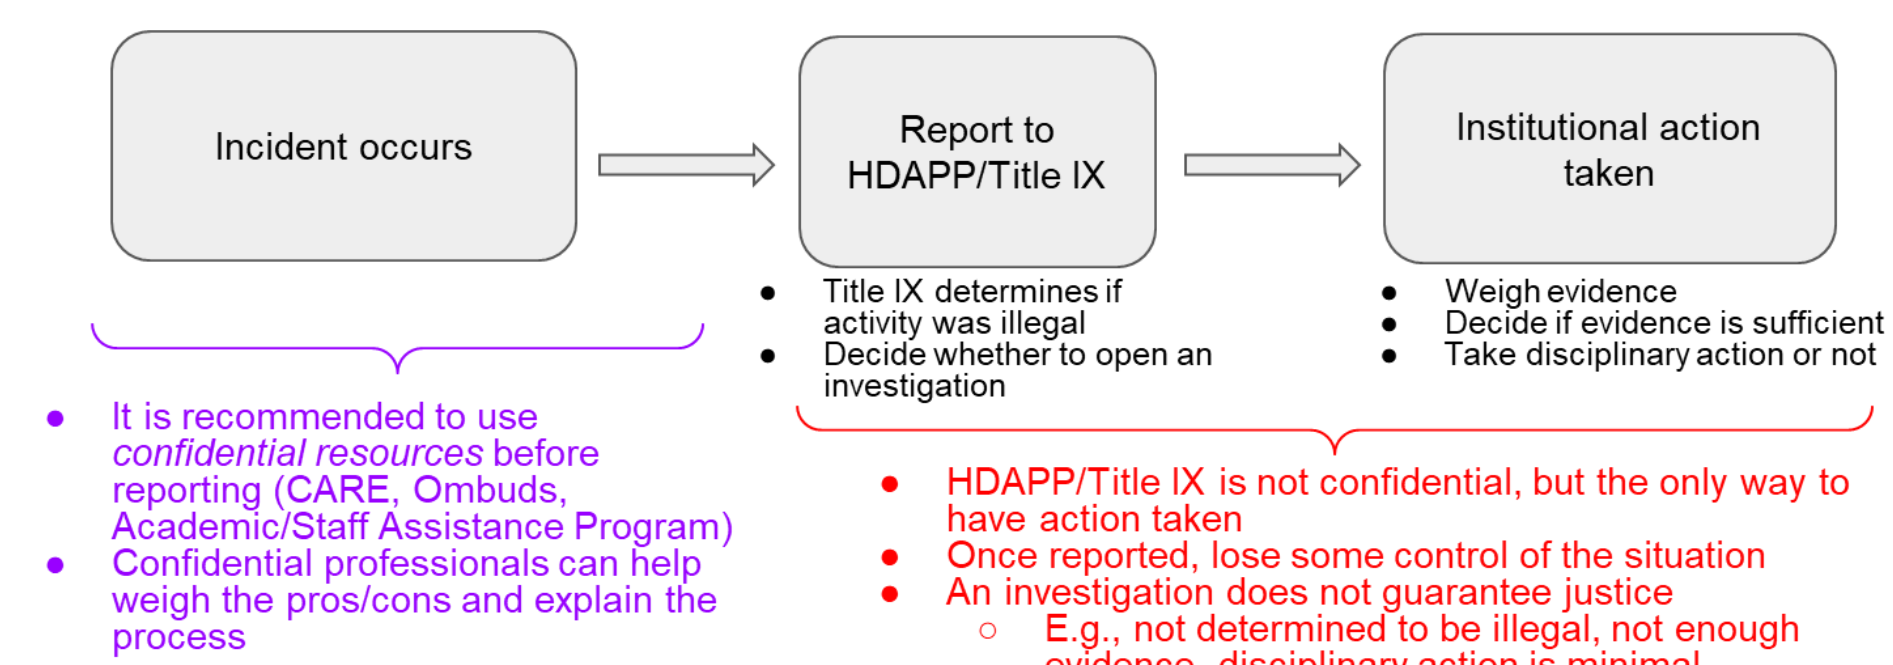 Incident occurs
Report to
HDAPP/Title IX
Institutional action
taken
● Title IX determines if
activity was illegal
● Decide whether to open an
investigation
● Weigh evidence
● Decide if evidence is sufficient
● Take disciplinary action or not
● It is recommended to use
confidential resources before
reporting (CARE, Ombuds,
Academic/Staff Assistance Program)
● Confidential professionals can help
weigh the pros/cons and explain the
process
● HDAPP/Title IX is not confidential, but the only way to
have action taken
● Once reported, lose some control of the situation
● An investigation does not guarantee justice
○ E.g., not determined to be illegal, not enough
evidence, disciplinary action is minimal